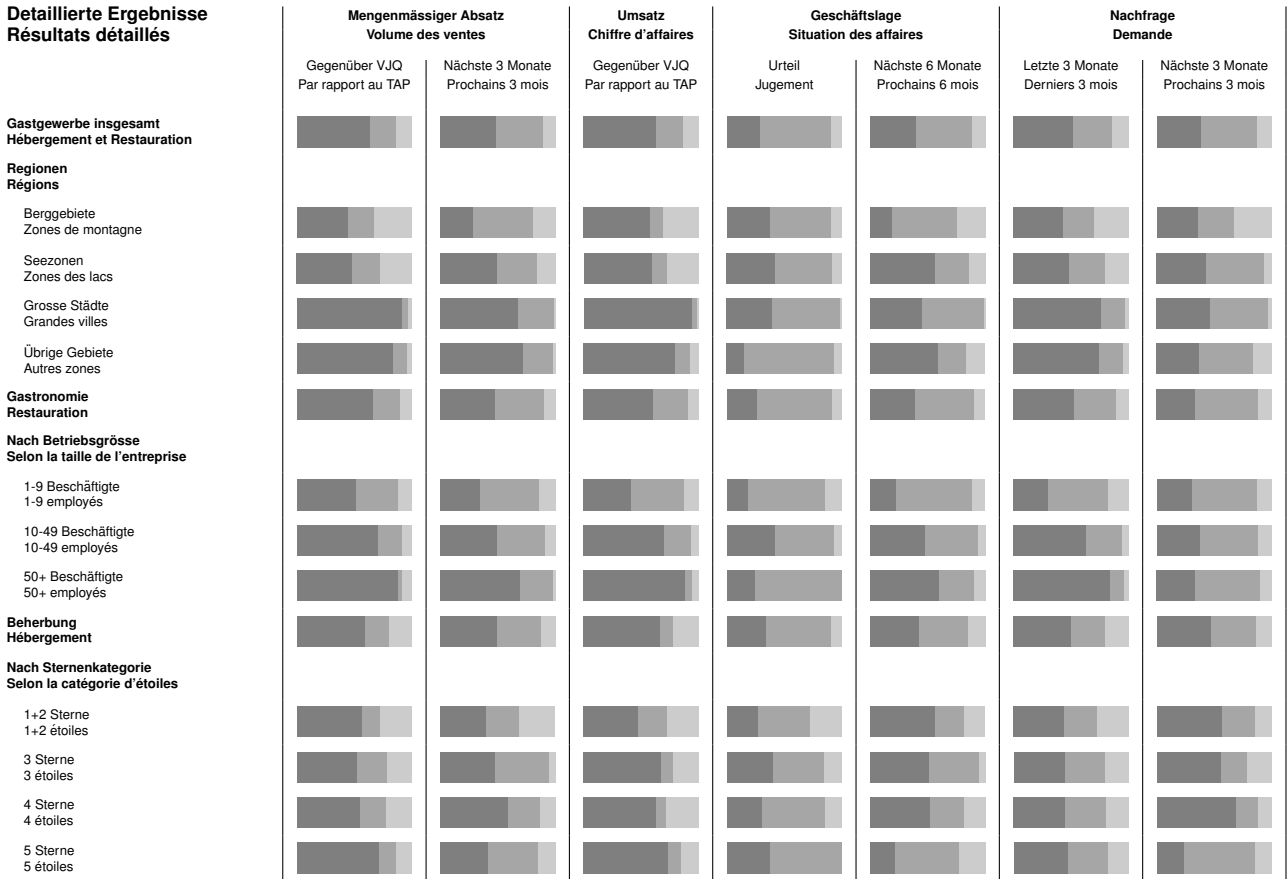 Detaillierte Ergebnisse
Résultats détaillés
Mengenmässiger Absatz
Volume des ventes
Umsatz
Chiffre d'affaires
Geschäftslage
Situation des affaires
Nachfrage
Demande
Gegenüber VJQ
Par rapport au TAP
Nächste 3 Monate
Prochains 3 mois
Gegenüber VJQ
Par rapport au TAP
Urteil
Jugement
Nächste 6 Monate
Prochains 6 mois
Letzte 3 Monate
Derniers 3 mois
Nächste 3 Monate
Prochains 3 mois
Gastgewerbe insgesamt
Hébergement et Restauration
Regionen
Régions
Berggebiete
Zones de montagne
Seezonen
Zones des lacs
Grosse Städte
Grandes villes
Übrige Gebiete
Autres zones
Gastronomie
Restauration
Nach Betriebsgrösse
Selon la taille de l'entreprise
1-9 Beschäftigte
1-9 employés
10-49 Beschäftigte
10-49 employés
50+ Beschäftigte
50+ employés
Beherbung
Hébergement
Nach Sternenkategorie
Selon la catégorie d'étoiles
1+2 Sterne
1+2 étoiles
3 Sterne
3 étoiles
4 Sterne
4 étoiles
5 Sterne
5 étoiles